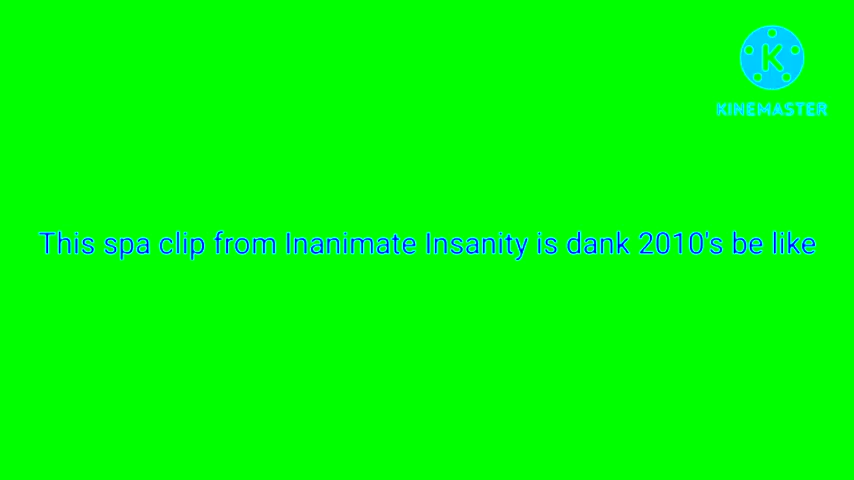 K
KINEMASTER
This spa clip from Inanimate Insanity is dank 2010's be like